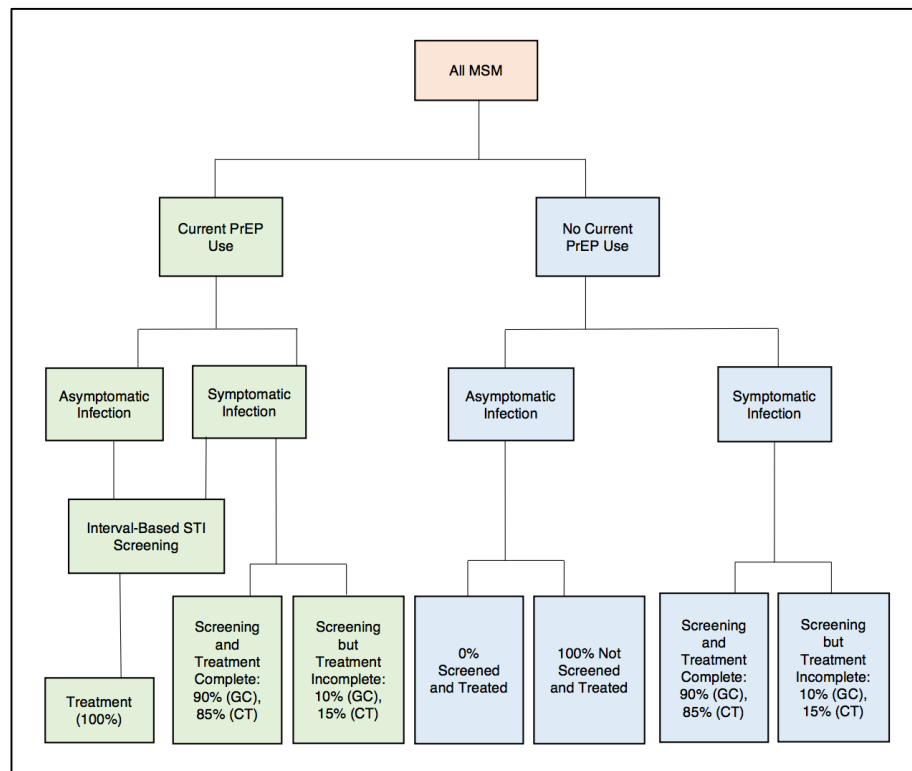 All MSM
Current PrEP
Use
No Current
PrEP Use
Asymptomatic
Infection
Symptomatic
Infection
Asymptomatic
Infection
Symptomatic
Infection
Interval-Based STI
Screening
Treatment
(100%)
Screening
and
Treatment
Complete:
90% (GC),
85% (CT)
Screening
but
Treatment
Incomplete:
10% (GC),
15% (CT)
0%
Screened
and Treated
100% Not
Screened
and Treated
Screening
and
Treatment
Complete:
90% (GC),
85% (CT)
Screening
but
Treatment
Incomplete:
10% (GC),
15% (CT)